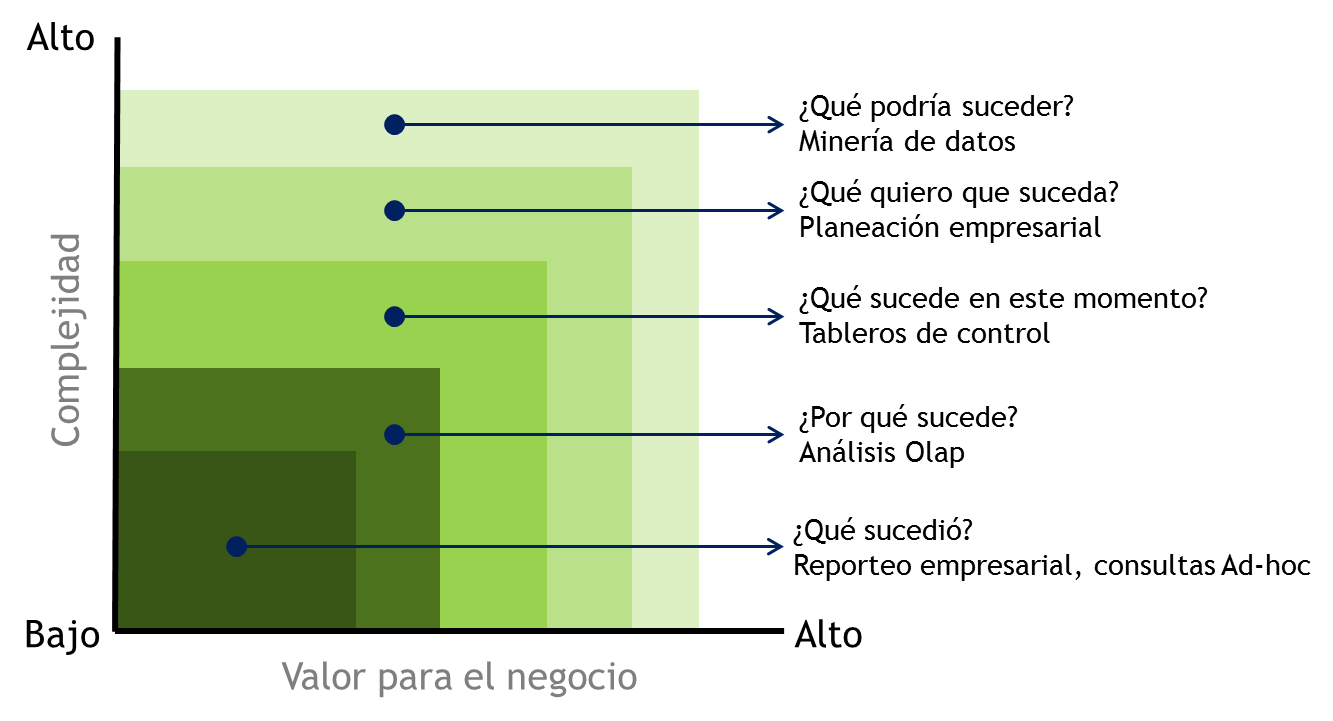 Alto
¿Qué podría suceder?
Minería de datos
¿Qué quiero que suceda?
Planeación empresarial
Complejidad
¿Qué sucede en este momento?
Tableros de control
¿Por qué sucede?
Análisis Olap
¿Qué sucedió?
Reporteo empresarial, consultas Ad-hoc
Bajo
Alto
Valor para el negocio